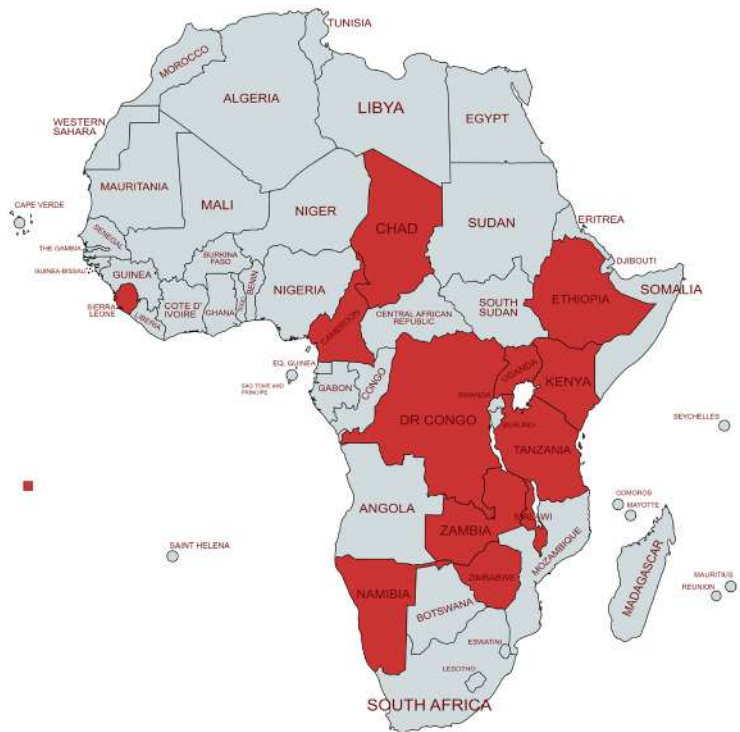 TUNISIA
MOROCCO
ALGERIA
LIBYA
EGYPT
WESTERN
SAHARA
MAURITANIA
MALI
NIGER
CHAD
SUDAN
ERITREA
CAPE VERDE
SENEGAL
THE GAMBIA
GUINEA-BISSAU
GUINEA
BURKINA
FASO
BENIN
TOGO
NIGERIA
DJIBOUTI
SOMALIA
ETHIOPIA
SIERRA
LEONE
LIBERIA
COTE D'
IVOIRE
GHANA
CAMEROON
CENTRAL AFRICAN
REPUBLIC
SOUTH
SUDAN
EQ. GUINEA
SAO TOME AND
PRINCIPE
GABON
CONGO
UGANDA
KENYA
RWANDA
DR CONGO
BURUNDI
TANZANIA
SEYCHELLES
COMOROS
MAYOTTE
ANGOLA
ZAMBIA
MALAWI
MOZAMBIQUE
SAINT HELENA
MADAGASCAR
MAURITIUS
REUNION
NAMIBIA
ZIMBABWE
BOTSWANA
ESWATINI
LESOTHO
SOUTH AFRICA